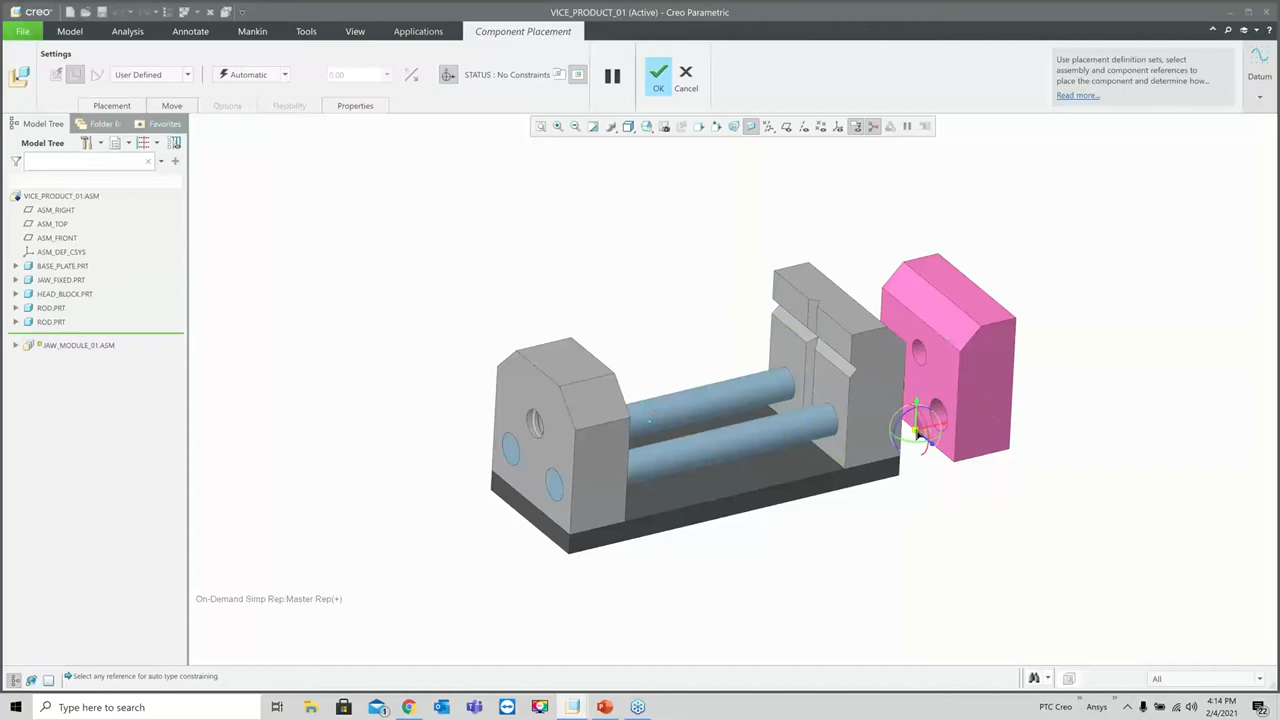 creo
VICE_PRODUCT_01 (Active) - Creo Parametric
File
Model
Analysis
Annotate
Mankin
Tools
View
Applications
Component Placement
Settings
User Defined
Automatic
0.00
STATUS : No Constraints
OK
Cancel
Use placement definition sets, select
assembly and component references to
place the component and determine how...
Read more...
Datum
Placement
Move
Options
Flexibility
Properties
Model Tree
Folder B
Favorites
Model Tree
VICE_PRODUCT_01.ASM
ASM_RIGHT
ASM_TOP
ASM_FRONT
ASM_DEF_CSYS
BASE_PLATE.PRT
JAW_FIXED.PRT
HEAD_BLOCK.PRT
ROD.PRT
ROD.PRT
JAW_MODULE_01.ASM
On-Demand Simp Rep:Master Rep(+)
Select any reference for auto type constraining.
All
Type here to search
PTC Creo
Ansys
4:14 PM
2/4/2021
22